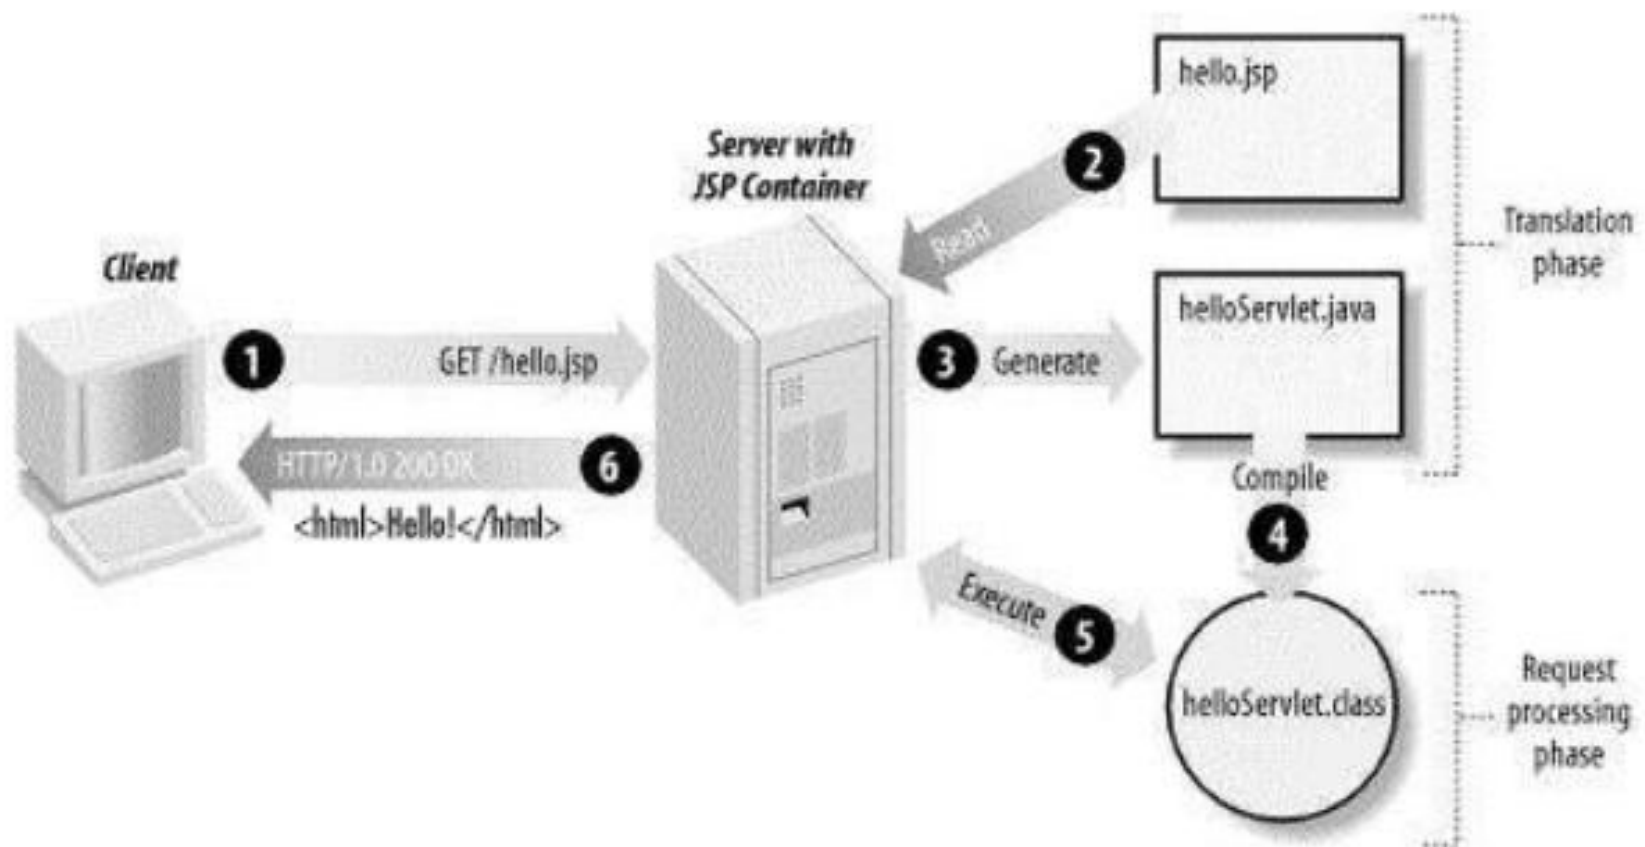 hello.jsp
Server with
JSP Container
2
Read
Translation
phase
Client
helloServlet.java
1
GET /hello.jsp
3
Generate
HTTP/1.0 200 OK
6
Compile
<html>Hello!</html>
4
Execute
5
helloServlet.class
Request
processing
phase